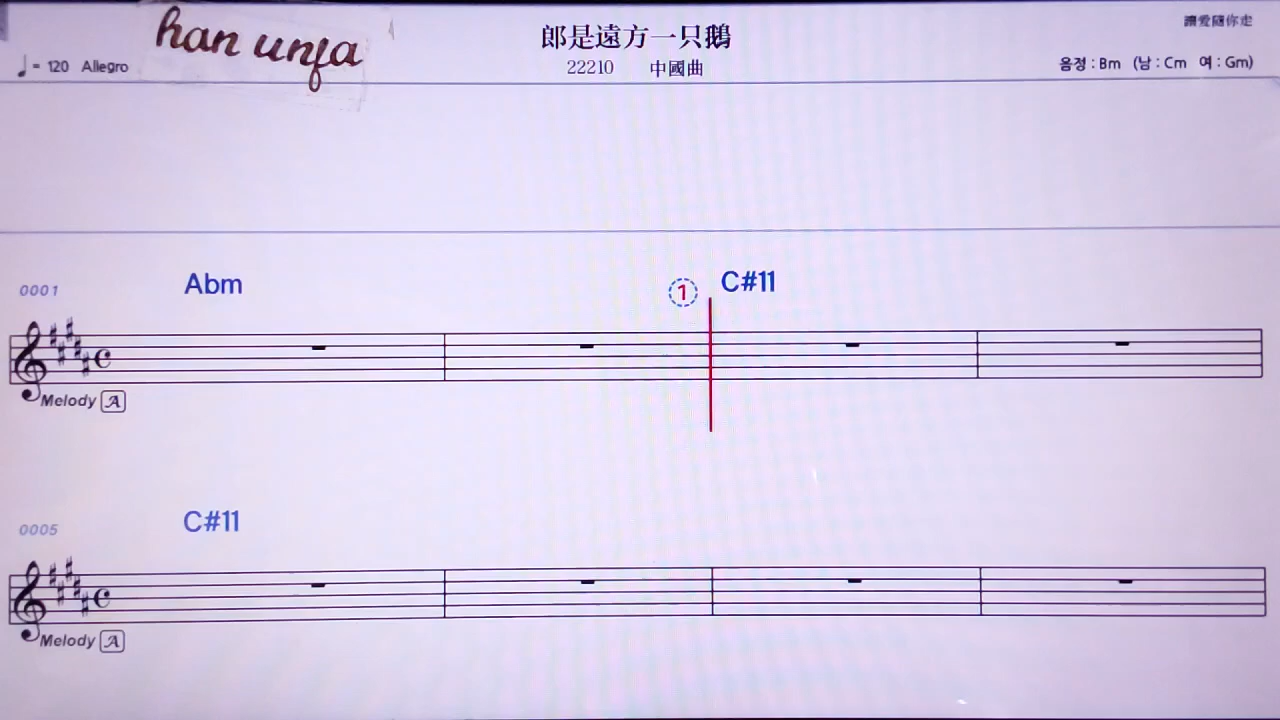 han unfa
郎是遠方一只鵝
讓愛隨你走
♩= 120 Allegro
22210 中國曲
음정 : Bm (남 : Cm 여 : Gm)
0001
Abm
1
C#11
Melody A
0005
C#11
Melody A